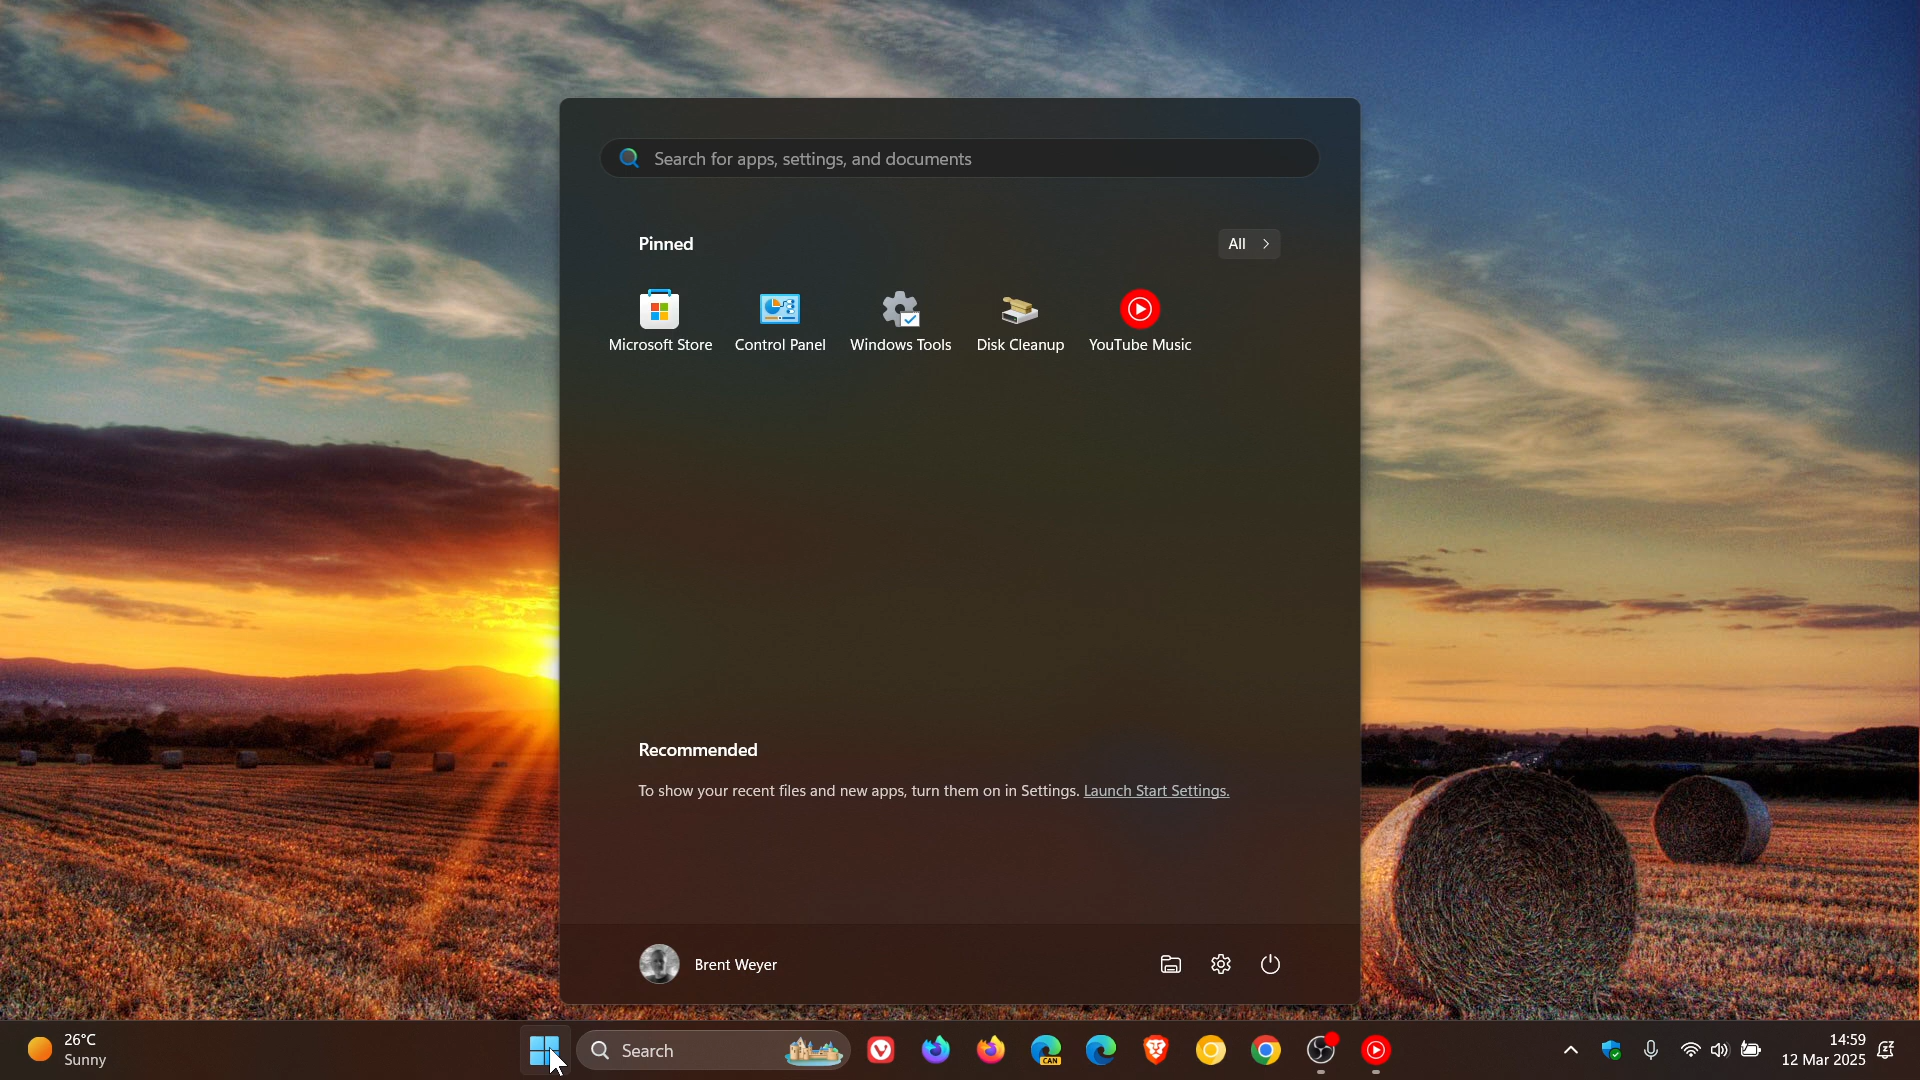 Search for apps, settings, and documents
Pinned
All
Microsoft Store
Control Panel
Windows Tools
Disk Cleanup
YouTube Music
Recommended
To show your recent files and new apps, turn them on in Settings. Launch Start Settings.
Brent Weyer
26°C
Sunny
Search
CAN
14:59
12 Mar 2025